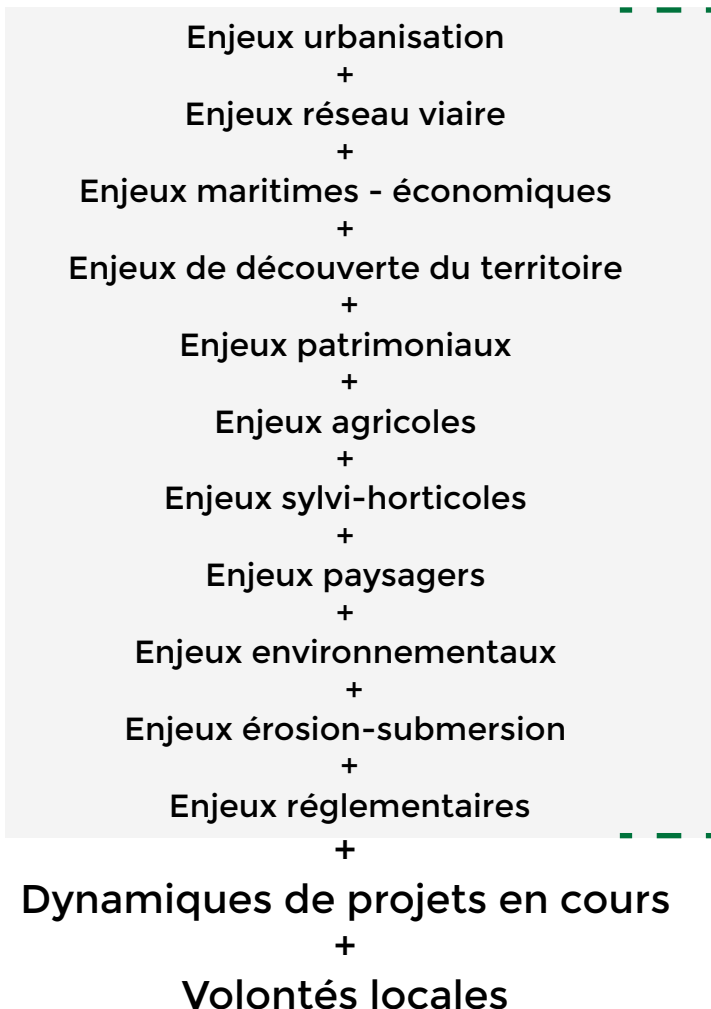 Enjeux urbanisation
+
Enjeux réseau viaire
+
Enjeux maritimes - économiques
+
Enjeux de découverte du territoire
+
Enjeux patrimoniaux
+
Enjeux agricoles
+
Enjeux sylvi-horticoles
+
Enjeux paysagers
+
Enjeux environnementaux
+
Enjeux érosion-submersion
+
Enjeux réglementaires
+
Dynamiques de projets en cours
+
Volontés locales